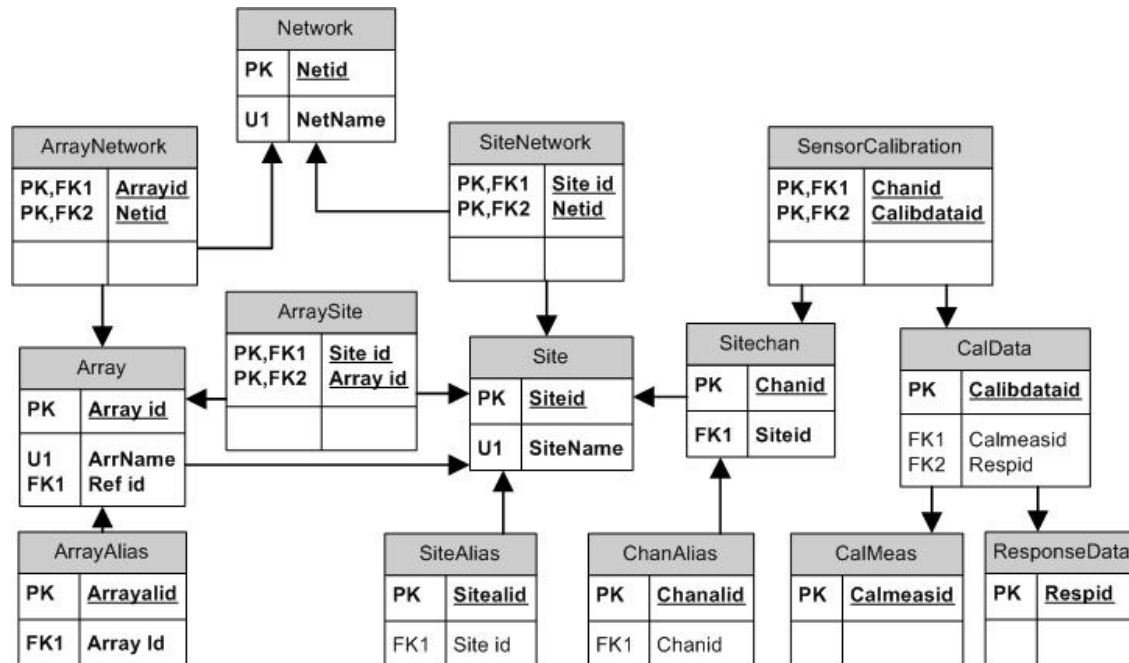 Network
PK Netid
U1 NetName
ArrayNetwork
PK,FK1 Arrayid
PK,FK2 Netid
SiteNetwork
PK,FK1 Site id
PK,FK2 Netid
SensorCalibration
PK,FK1 Chanid
PK,FK2 Calibdataid
ArraySite
PK,FK1 Site id
PK,FK2 Array id
Array
PK Array id
U1 ArrName
FK1 Ref id
Site
PK Siteid
U1 SiteName
Sitechan
PK Chanid
FK1 Siteid
CalData
PK Calibdataid
FK1 Calmeasid
FK2 Respid
ArrayAlias
PK Arrayalid
FK1 Array Id
SiteAlias
PK Sitealid
FK1 Site id
ChanAlias
PK Chanalid
FK1 Chanid
CalMeas
PK Calmeasid
ResponseData
PK Respid